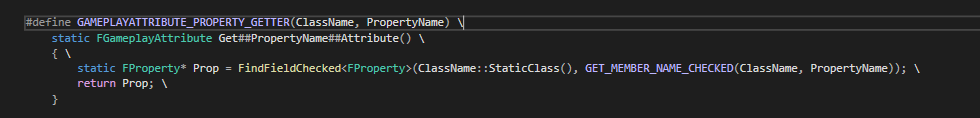 #define GAMEPLAYATTRIBUTE_PROPERTY_GETTER(ClassName, PropertyName) \
static FGameplayAttribute Get##PropertyName##Attribute() \
{ \
static FProperty* Prop = FindFieldChecked<FProperty>(ClassName::StaticClass(), GET_MEMBER_NAME_CHECKED(ClassName, PropertyName)); \
return Prop; \
}